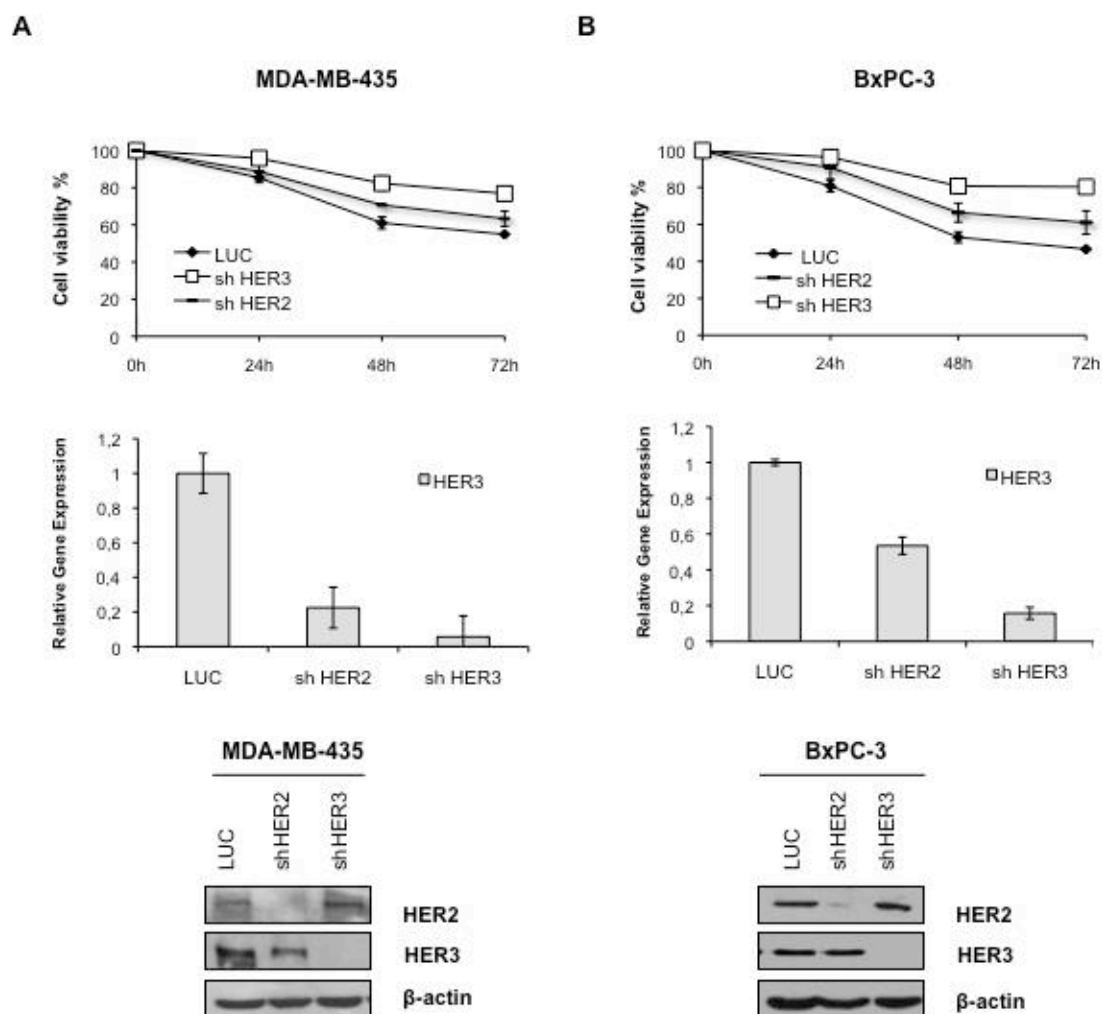 A
MDA-MB-435
Cell viability %
100
80
60
40
20
0
LUC
sh HER3
sh HER2
0h 24h 48h 72h
Relative Gene Expression
1,2
1
0,8
0,6
0,4
0,2
0
HER3
LUC sh HER2 sh HER3
MDA-MB-435
LUC
shHER2
shHER3
HER2
HER3
β-actin
B
BxPC-3
Cell viability %
100
80
60
40
20
0
LUC
sh HER2
sh HER3
0h 24h 48h 72h
Relative Gene Expression
1,2
1
0,8
0,6
0,4
0,2
0
HER3
LUC sh HER2 sh HER3
BxPC-3
LUC
shHER2
shHER3
HER2
HER3
β-actin